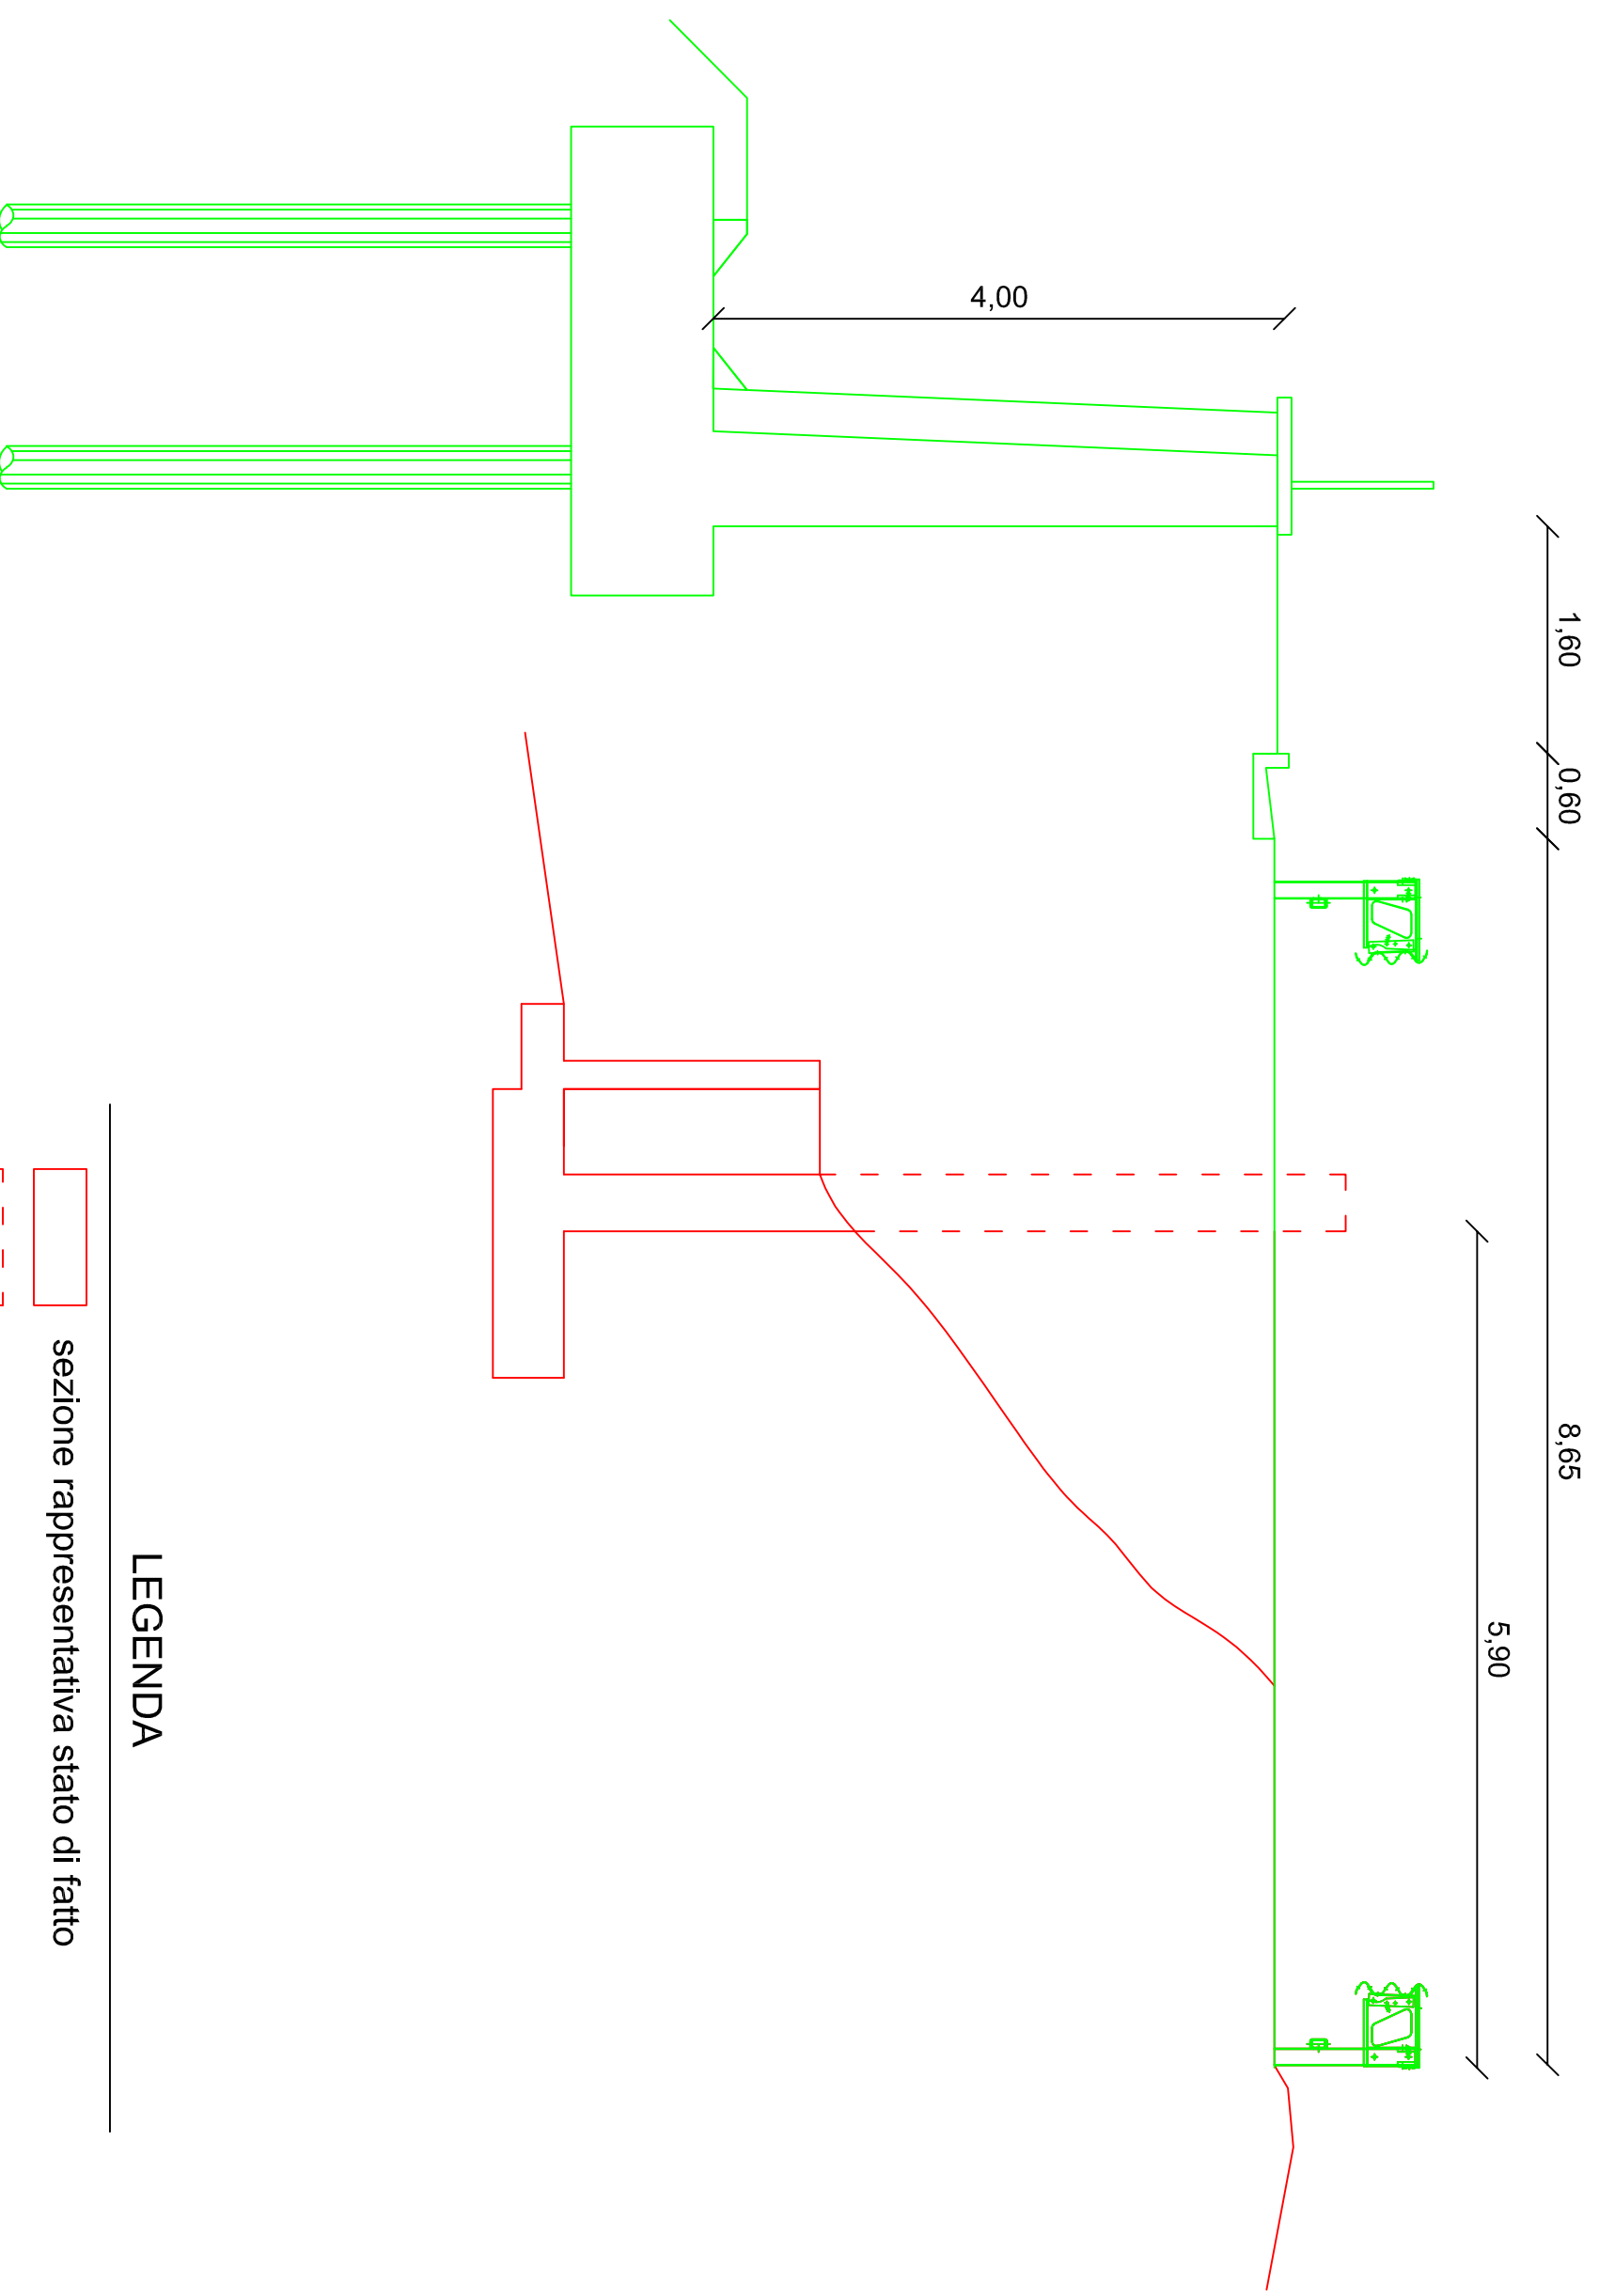 1,60
0,60
8,65
5,90
4,00
LEGENDA
sezione rappresentativa stato di fatto